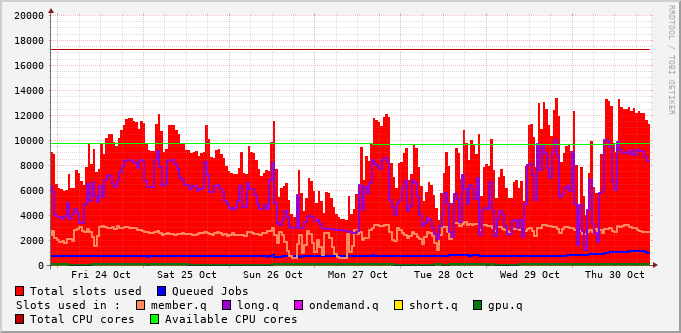 RRDTOOL / TOBI OETIKER
20000
18000
16000
14000
12000
10000
8000
6000
4000
2000
0
Fri 24 Oct Sat 25 Oct Sun 26 Oct Mon 27 Oct Tue 28 Oct Wed 29 Oct Thu 30 Oct
Total slots used Queued Jobs
Slots used in : member.q long.q ondemand.q short.q gpu.q
Total CPU cores Available CPU cores